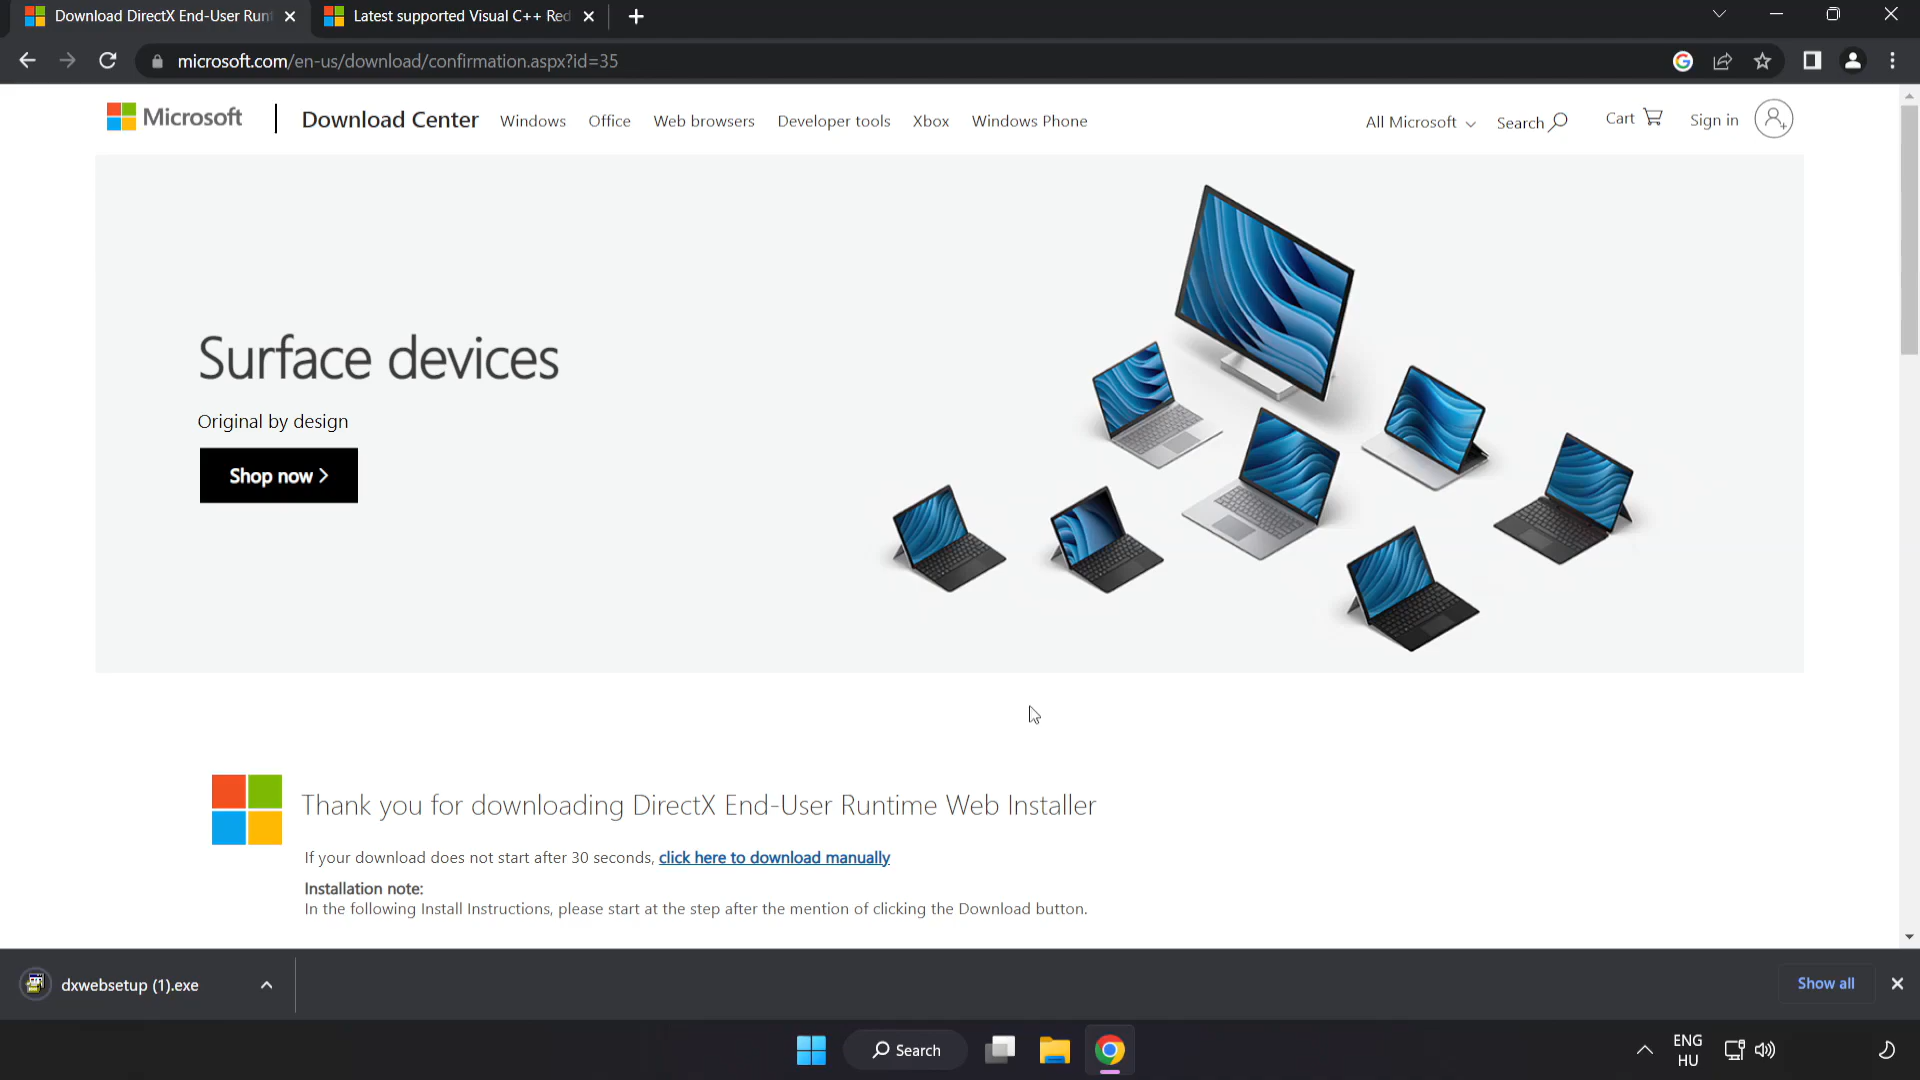 Download DirectX End-User Runt
Latest supported Visual C++ Red
microsoft.com/en-us/download/confirmation.aspx?id=35
Microsoft
Download Center
Windows
Office
Web browsers
Developer tools
Xbox
Windows Phone
All Microsoft
Search
Cart
Sign in
Surface devices
Original by design
Shop now >
Thank you for downloading DirectX End-User Runtime Web Installer
If your download does not start after 30 seconds, click here to download manually
Installation note:
In the following Install Instructions, please start at the step after the mention of clicking the Download button.
dxwebsetup (1).exe
Show all
Search
ENG
HU